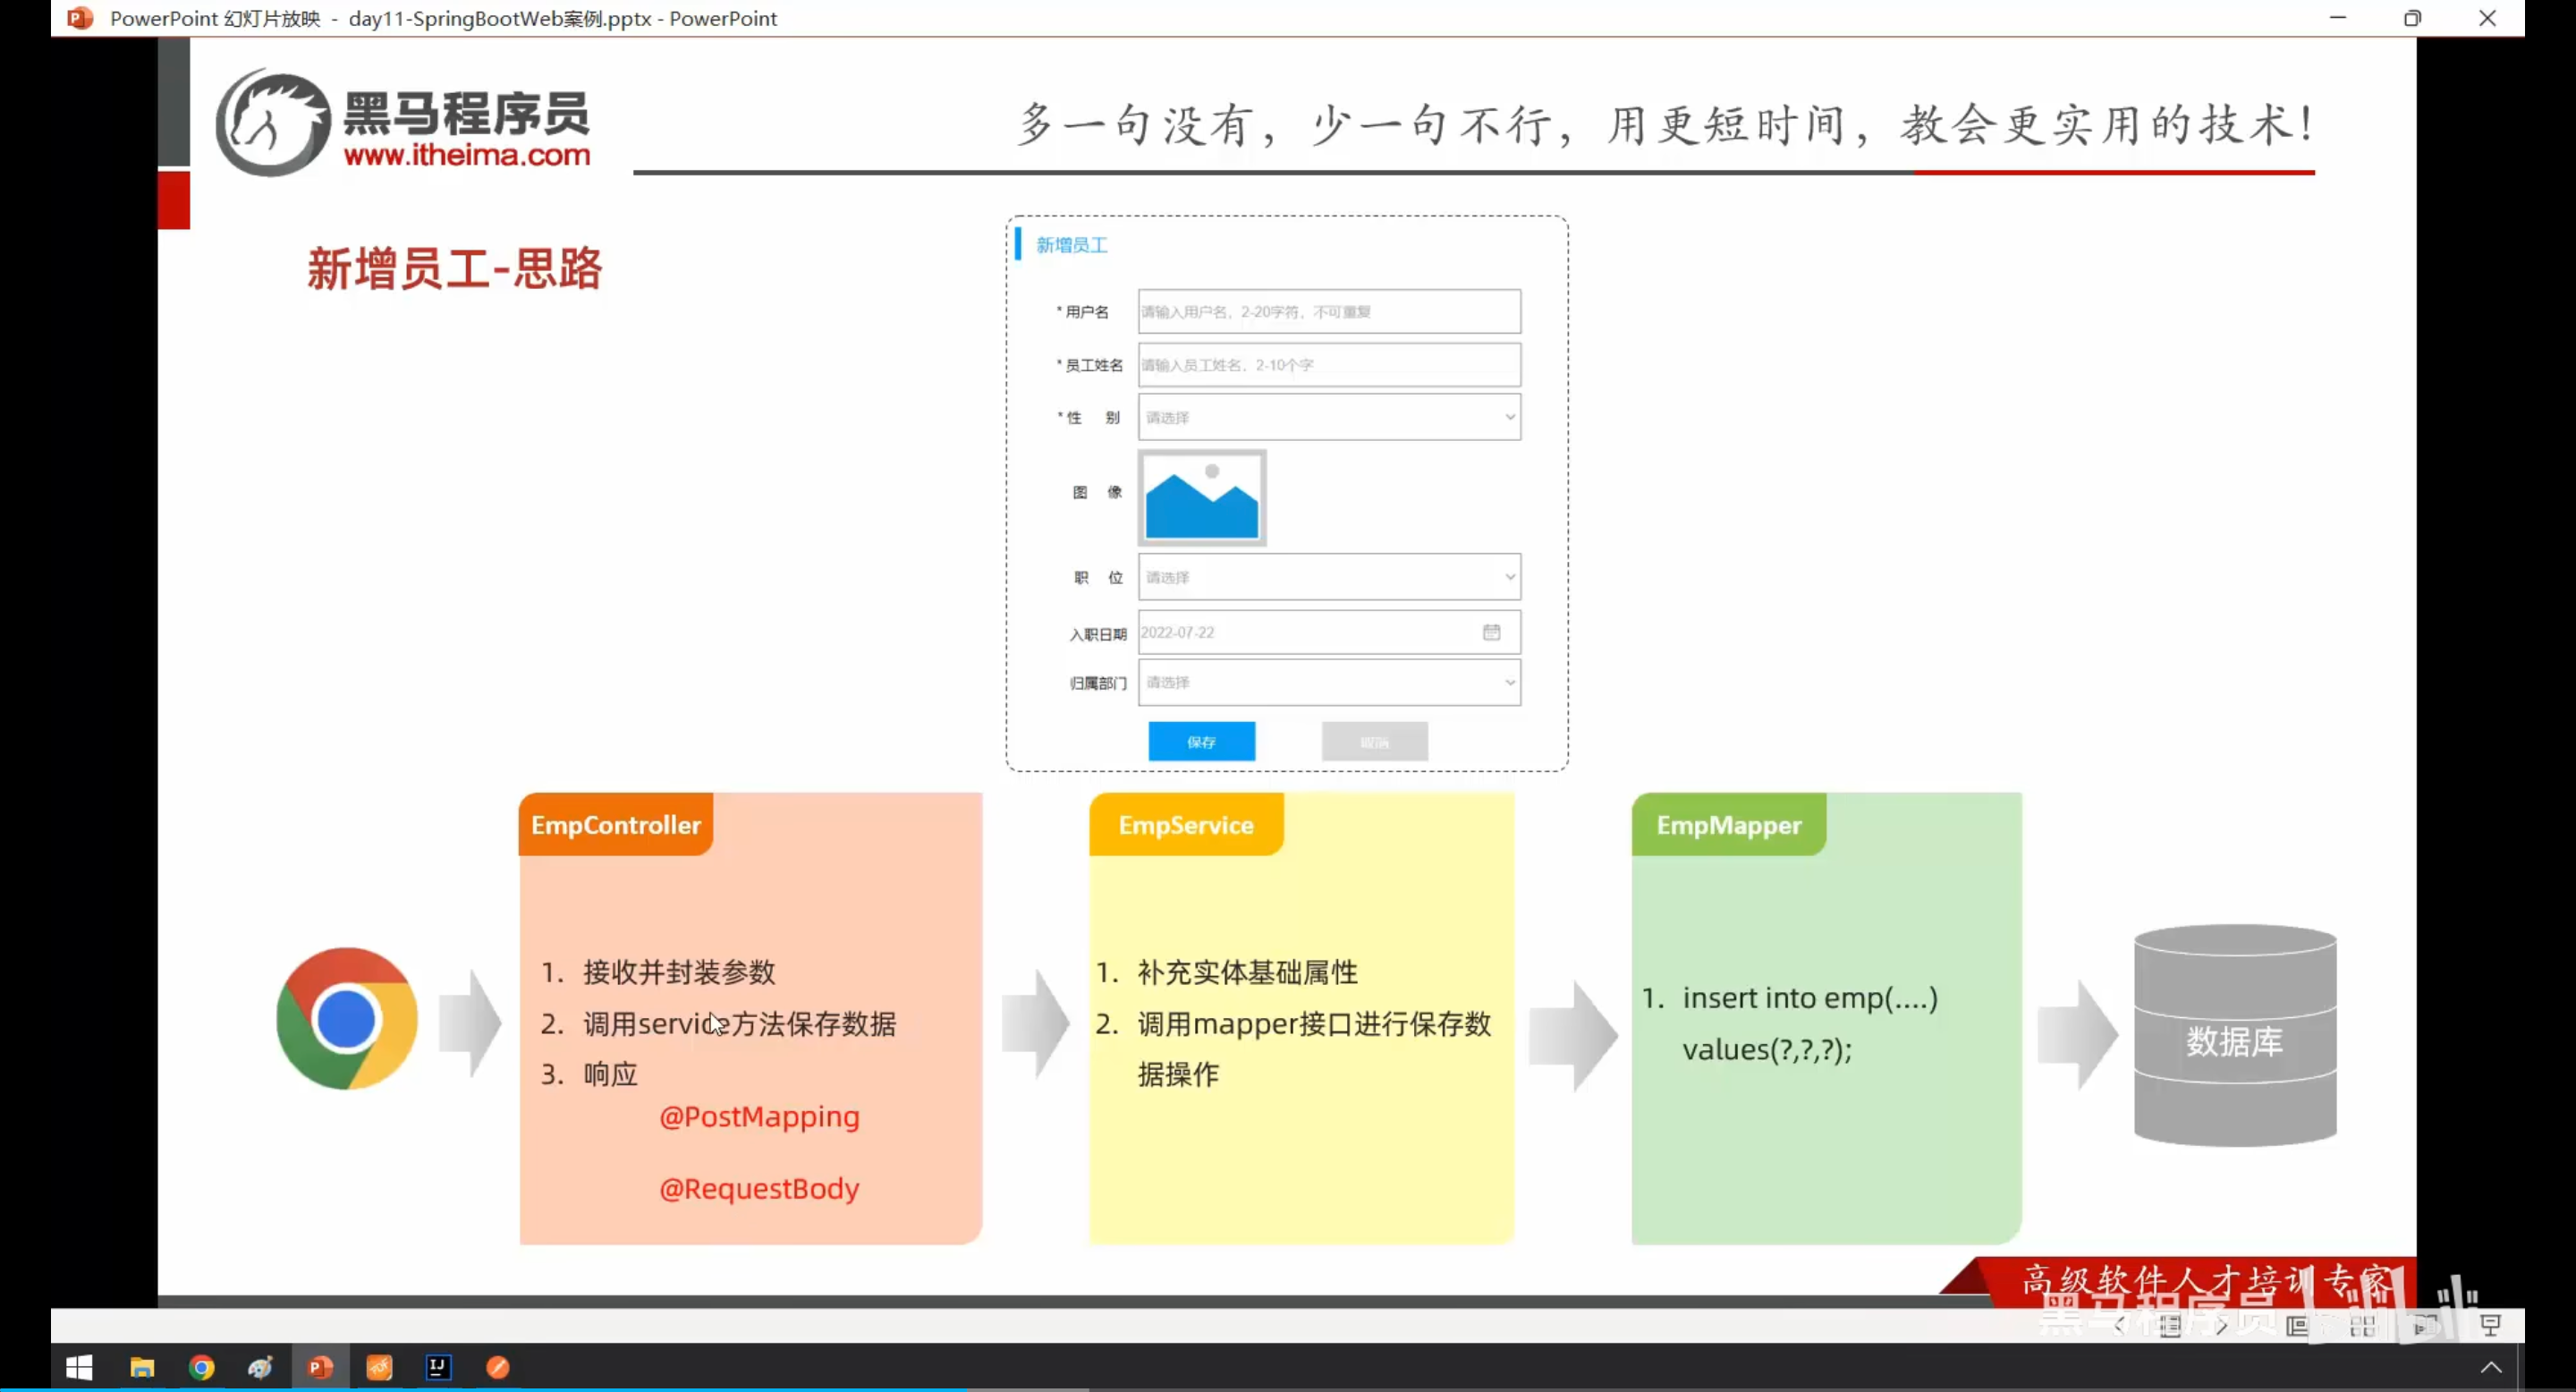 PowerPoint 幻灯片放映 - day11-SpringBootWeb案例.pptx - PowerPoint
黑马程序员
www.itheima.com
多一句没有，少一句不行，用更短时间，教会更实用的技术！
新增员工-思路
新增员工
* 用户名 请输入用户名，2-20字符，不可重复
* 员工姓名 请输入员工姓名，2-10个字
* 性 别 请选择
图 像
职 位 请选择
入职日期 2022-07-22
归属部门 请选择
保存 取消
EmpController
1. 接收并封装参数
2. 调用service方法保存数据
3. 响应
@PostMapping
@RequestBody
EmpService
1. 补充实体基础属性
2. 调用mapper接口进行保存数
据操作
EmpMapper
1. insert into emp(....)
values(?,?,?);
数据库
高级软件人才培训专家
黑马程序员